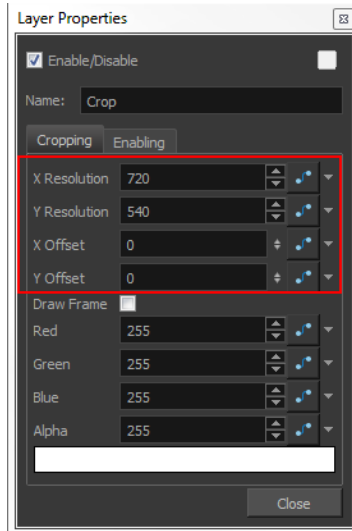 Layer Properties
Enable/Disable
Name: Crop
Cropping Enabling
X Resolution 720
Y Resolution 540
X Offset 0
Y Offset 0
Draw Frame
Red 255
Green 255
Blue 255
Alpha 255
Close